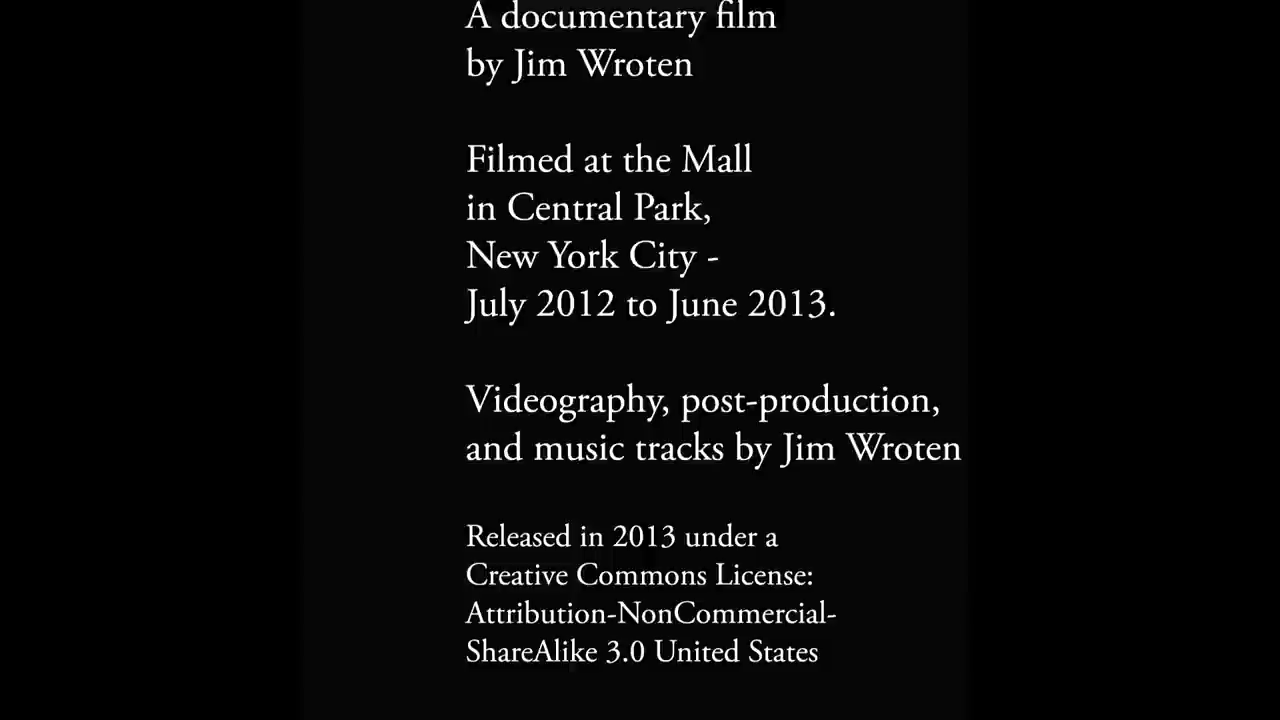 A documentary film
by Jim Wroten
Filmed at the Mall
in Central Park,
New York City -
July 2012 to June 2013.
Videography, post-production,
and music tracks by Jim Wroten
Released in 2013 under a
Creative Commons License:
Attribution-NonCommercial-
ShareAlike 3.0 United States